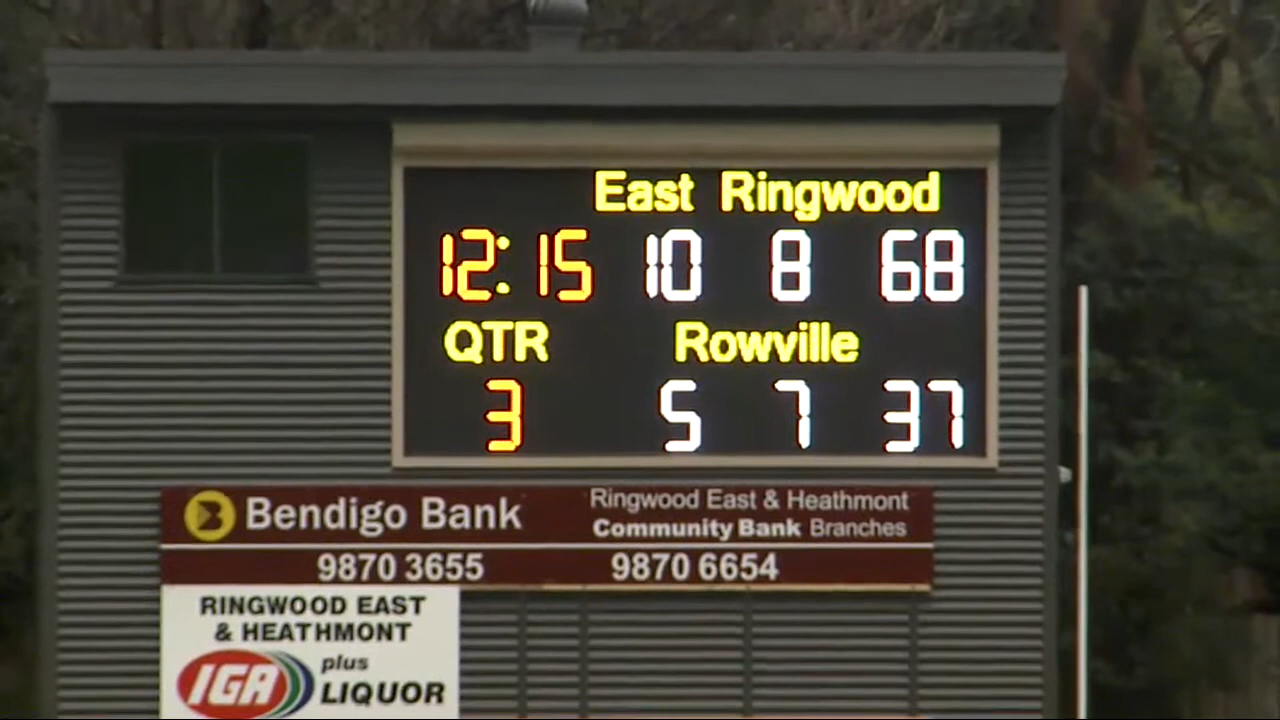 East Ringwood
12:15 10 8 68
QTR Rowville
3 5 7 37
Bendigo Bank
Ringwood East & Heathmont
Community Bank Branches
9870 3655 9870 6654
RINGWOOD EAST
& HEATHMONT
IGA plus
LIQUOR